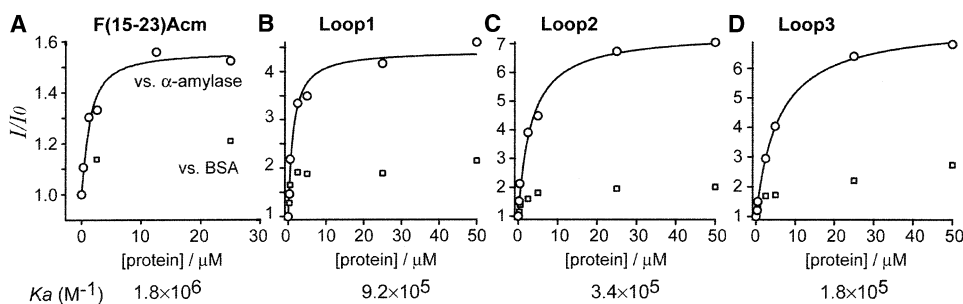 A F(15-23)Acm B Loop1 C Loop2 D Loop3
I/I0
1.6
1.4
1.2
1.0
vs. α-amylase
vs. BSA
0 10 20 30
[protein] / μM
4
3
2
1
0 10 20 30 40 50
[protein] / μM
7
6
5
4
3
2
1
0 10 20 30 40 50
[protein] / μM
6
5
4
3
2
1
0 10 20 30 40 50
[protein] / μM
Ka (M-1) 1.8×10^6 9.2×10^5 3.4×10^5 1.8×10^5